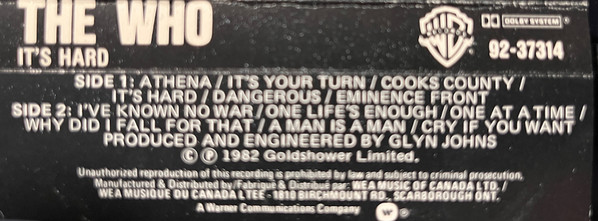 THE WHO
IT'S HARD
DOLBY SYSTEM
92-37314
SIDE 1: ATHENA / IT'S YOUR TURN / COOKS COUNTY /
IT'S HARD / DANGEROUS / EMINENCE FRONT
SIDE 2: I'VE KNOWN NO WAR / ONE LIFE'S ENOUGH / ONE AT A TIME /
WHY DID I FALL FOR THAT / A MAN IS A MAN / CRY IF YOU WANT
PRODUCED AND ENGINEERED BY GLYN JOHNS
© ℗ 1982 Goldshower Limited.
Unauthorized reproduction of this recording is prohibited by law and subject to criminal prosecution.
Manufactured & Distributed by / Fabriqué & Distribué par: WEA MUSIC OF CANADA LTD. /
WEA MUSIQUE DU CANADA LTEE - 1810 BIRCHMOUNT RD., SCARBOROUGH ONT.
A Warner Communications Company